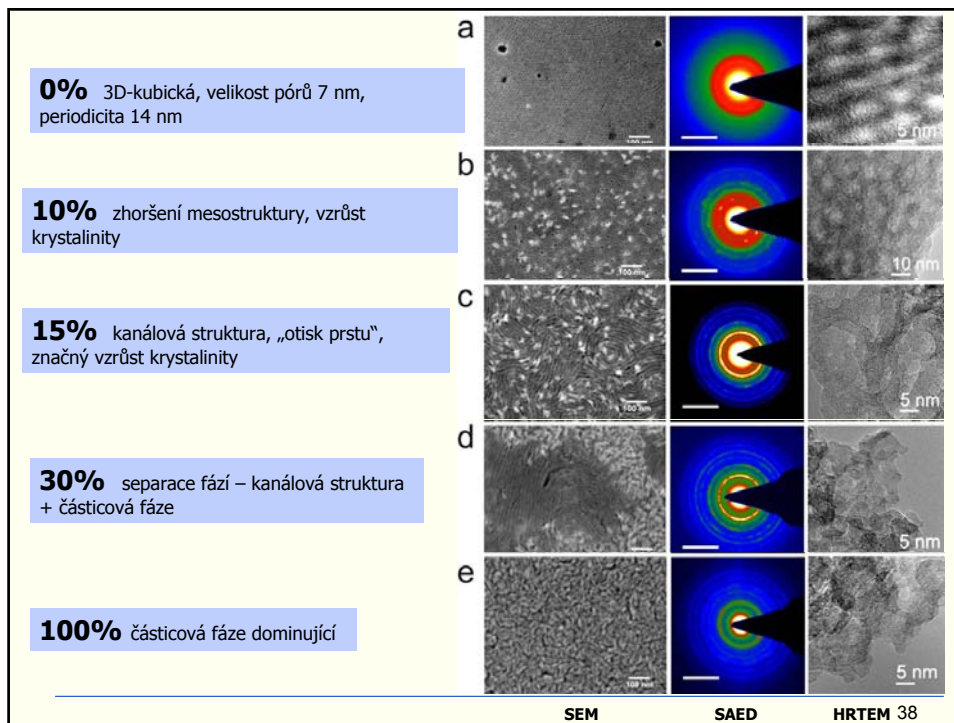 a
0% 3D-kubická, velikost pórů 7 nm,
periodicita 14 nm
5 nm
b
10% zhoršení mesostruktury, vzrůst
krystalinity
100 nm
10 nm
c
15% kanálová struktura, „otisk prstu“,
značný vzrůst krystalinity
100 nm
5 nm
d
30% separace fází – kanálová struktura
+ částicová fáze
5 nm
e
100% částicová fáze dominující
100 nm
5 nm
SEM SAED HRTEM 38